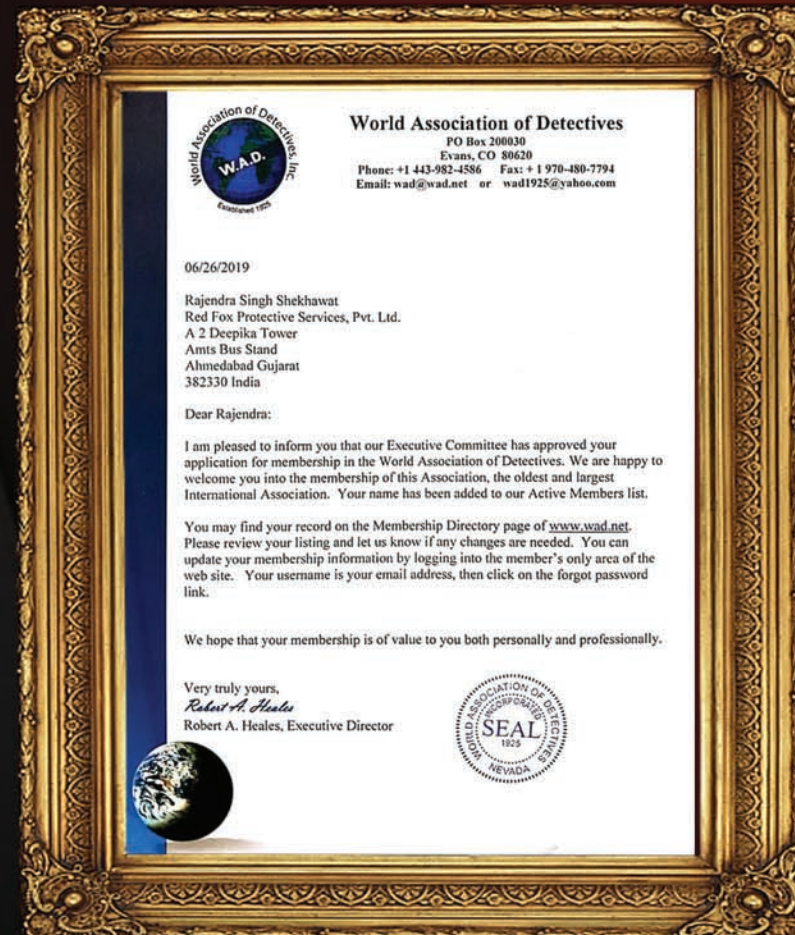 World Association of Detectives, Inc.
W.A.D.
Established 1925
World Association of Detectives
PO Box 200030
Evans, CO 80620
Phone: +1 443-982-4586 Fax: + 1 970-480-7794
Email: wad@wad.net or wad1925@yahoo.com
06/26/2019
Rajendra Singh Shekhawat
Red Fox Protective Services, Pvt. Ltd.
A 2 Deepika Tower
Amts Bus Stand
Ahmedabad Gujarat
382330 India
Dear Rajendra:
I am pleased to inform you that our Executive Committee has approved your
application for membership in the World Association of Detectives. We are happy to
welcome you into the membership of this Association, the oldest and largest
International Association. Your name has been added to our Active Members list.
You may find your record on the Membership Directory page of www.wad.net.
Please review your listing and let us know if any changes are needed. You can
update your membership information by logging into the member's only area of the
web site. Your username is your email address, then click on the forgot password
link.
We hope that your membership is of value to you both personally and professionally.
Very truly yours,
Robert A. Heales
Robert A. Heales, Executive Director
WORLD ASSOCIATION OF DETECTIVES
INCORPORATED
SEAL
1925
NEVADA